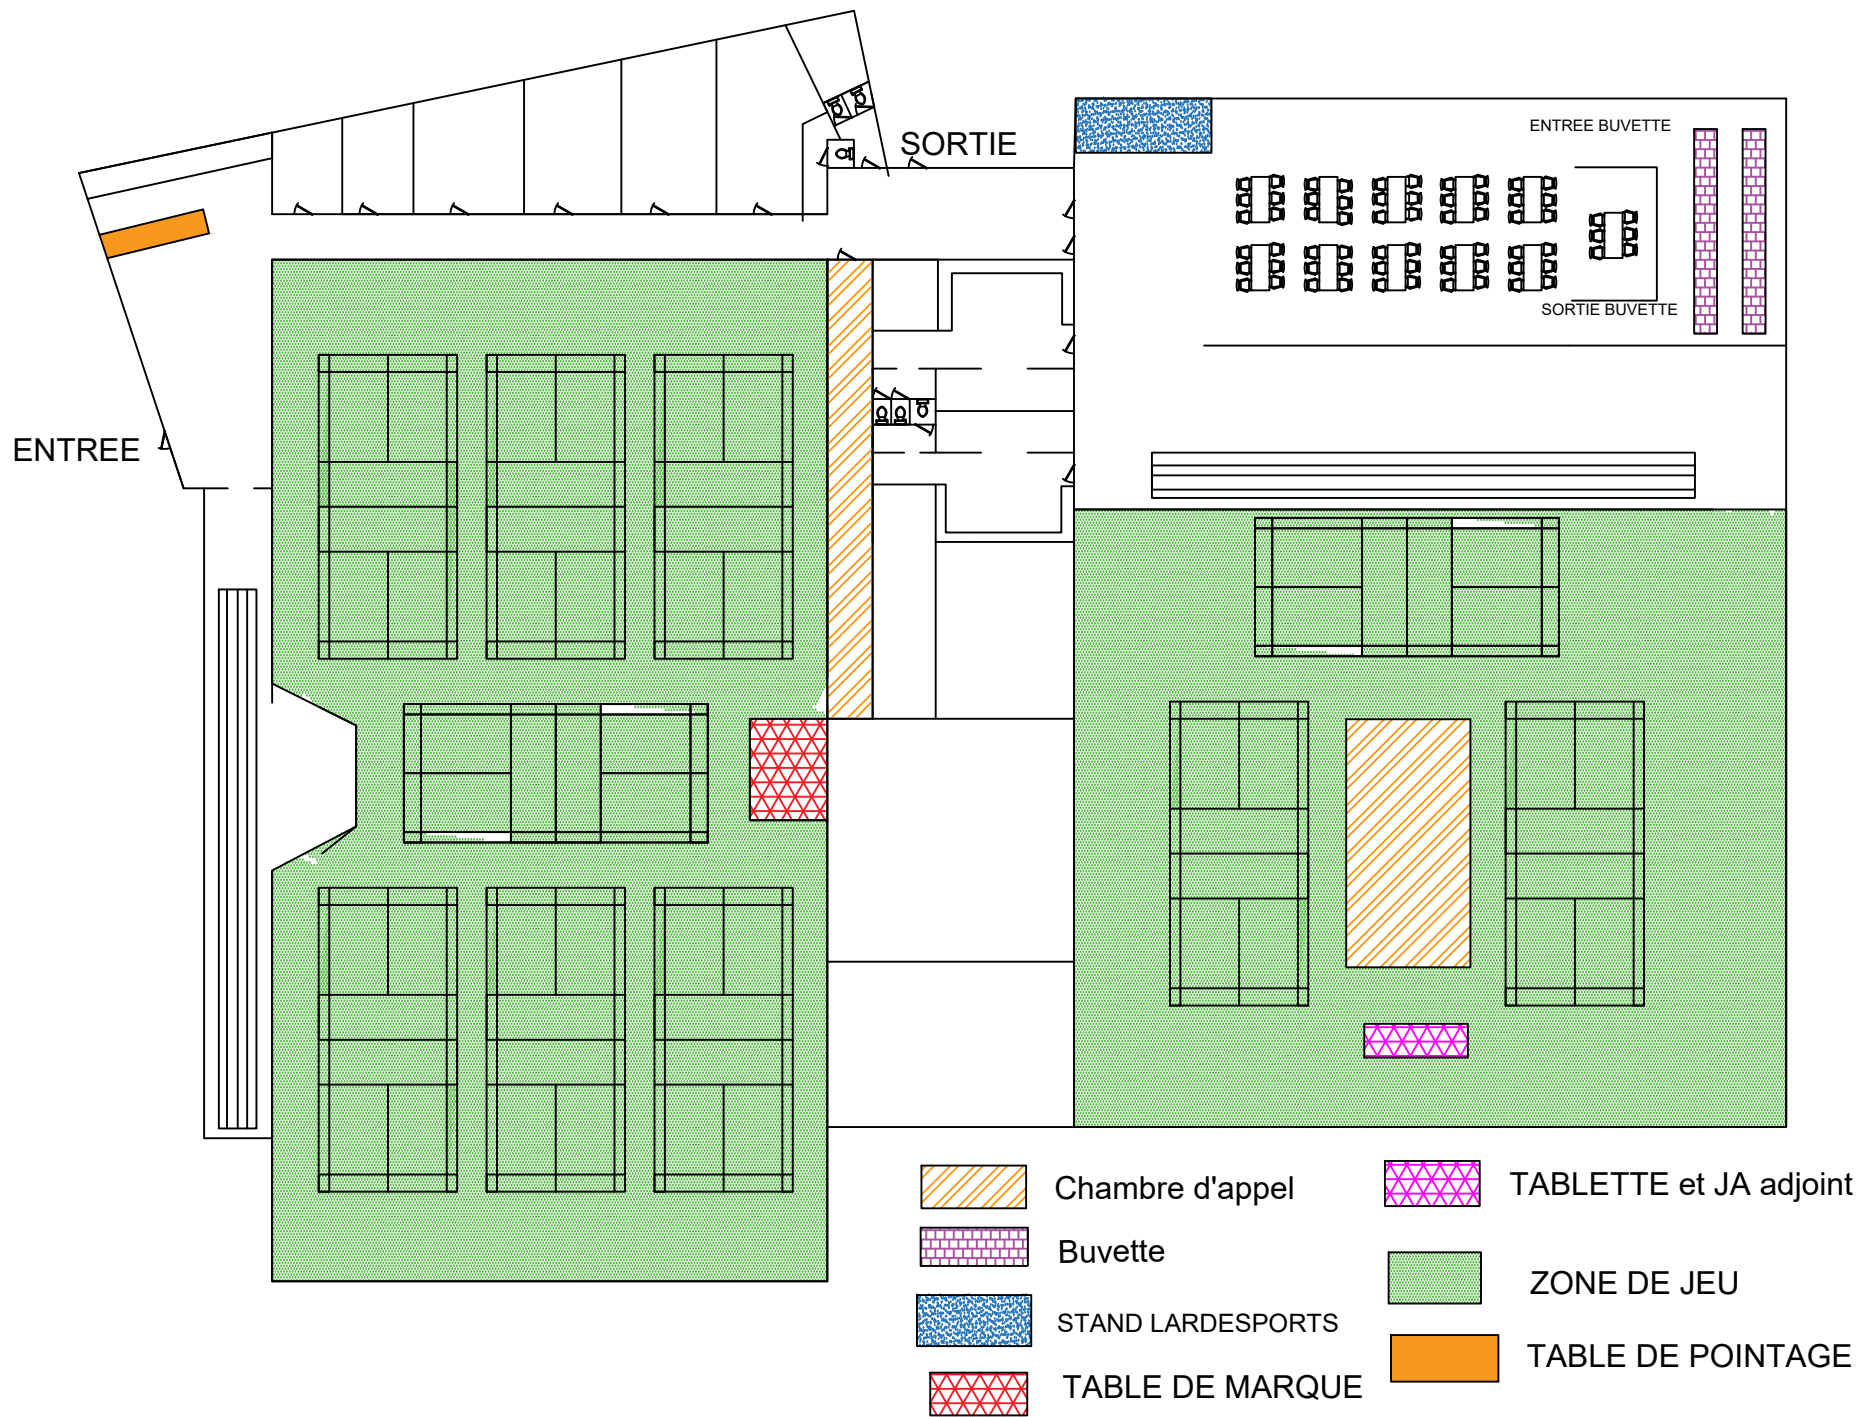 SORTIE
ENTREE BUVETTE
SORTIE BUVETTE
ENTREE
Chambre d'appel
Buvette
STAND LARDESPORTS
TABLE DE MARQUE
TABLETTE et JA adjoint
ZONE DE JEU
TABLE DE POINTAGE